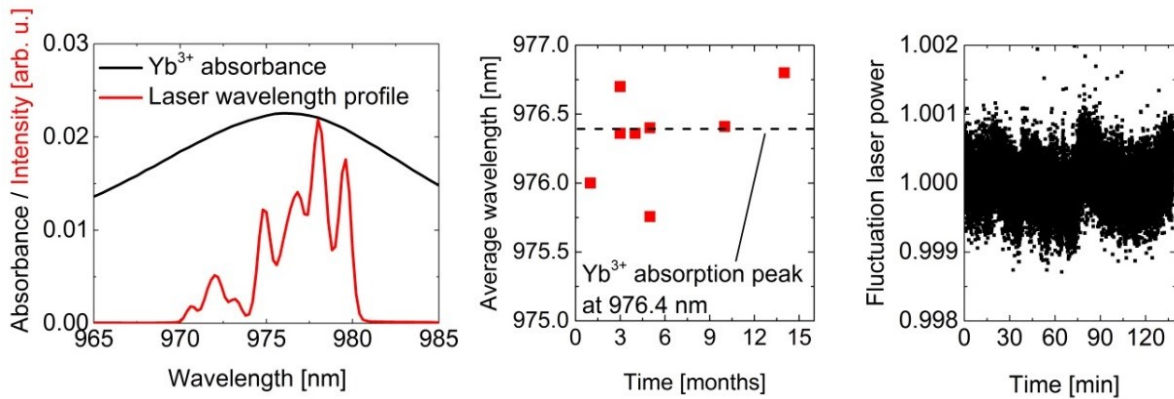 Absorbance / Intensity [arb. u.]
0.03
0.02
0.01
0.00
Yb³⁺ absorbance
Laser wavelength profile
965 970 975 980 985
Wavelength [nm]
Average wavelength [nm]
977.0
976.5
976.0
975.5
975.0
Yb³⁺ absorption peak
at 976.4 nm
0 3 6 9 12 15
Time [months]
Fluctuation laser power
1.002
1.001
1.000
0.999
0.998
0 30 60 90 120
Time [min]